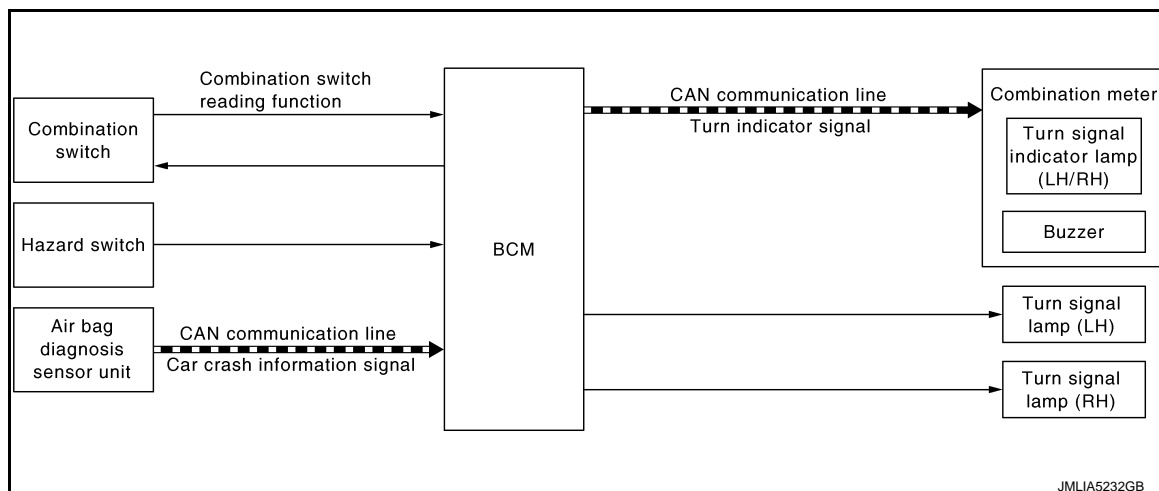 Combination switch
reading function
Combination
switch
Hazard switch
Air bag
diagnosis
sensor unit
CAN communication line
Car crash information signal
BCM
CAN communication line
Turn indicator signal
Combination meter
Turn signal
indicator lamp
(LH/RH)
Buzzer
Turn signal
lamp (LH)
Turn signal
lamp (RH)
JMLIA5232GB